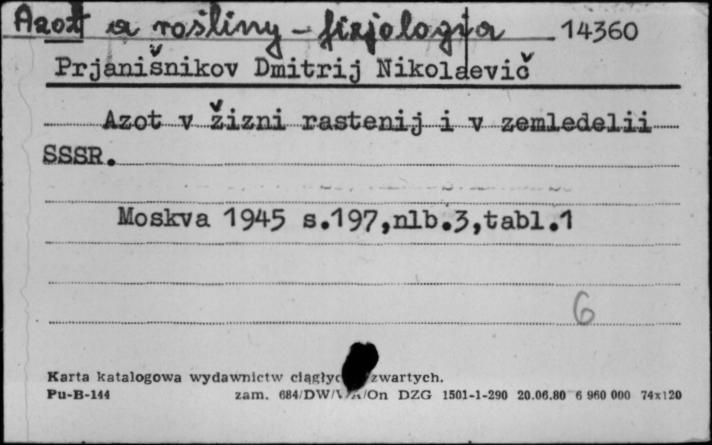 Azot a rośliny - fizjologia 14360
Prjanišnikov Dmitrij Nikolaevič
Azot v žizni rastenij i v zemledelii
SSSR.
Moskva 1945 s.197,nlb.3,tabl.1
6
Karta katalogowa wydawnictw zwartych.
Pu-B-144 zam. 684/DW/ /On DZG 1501-1-290 20.06.80 6 960 000 74x120